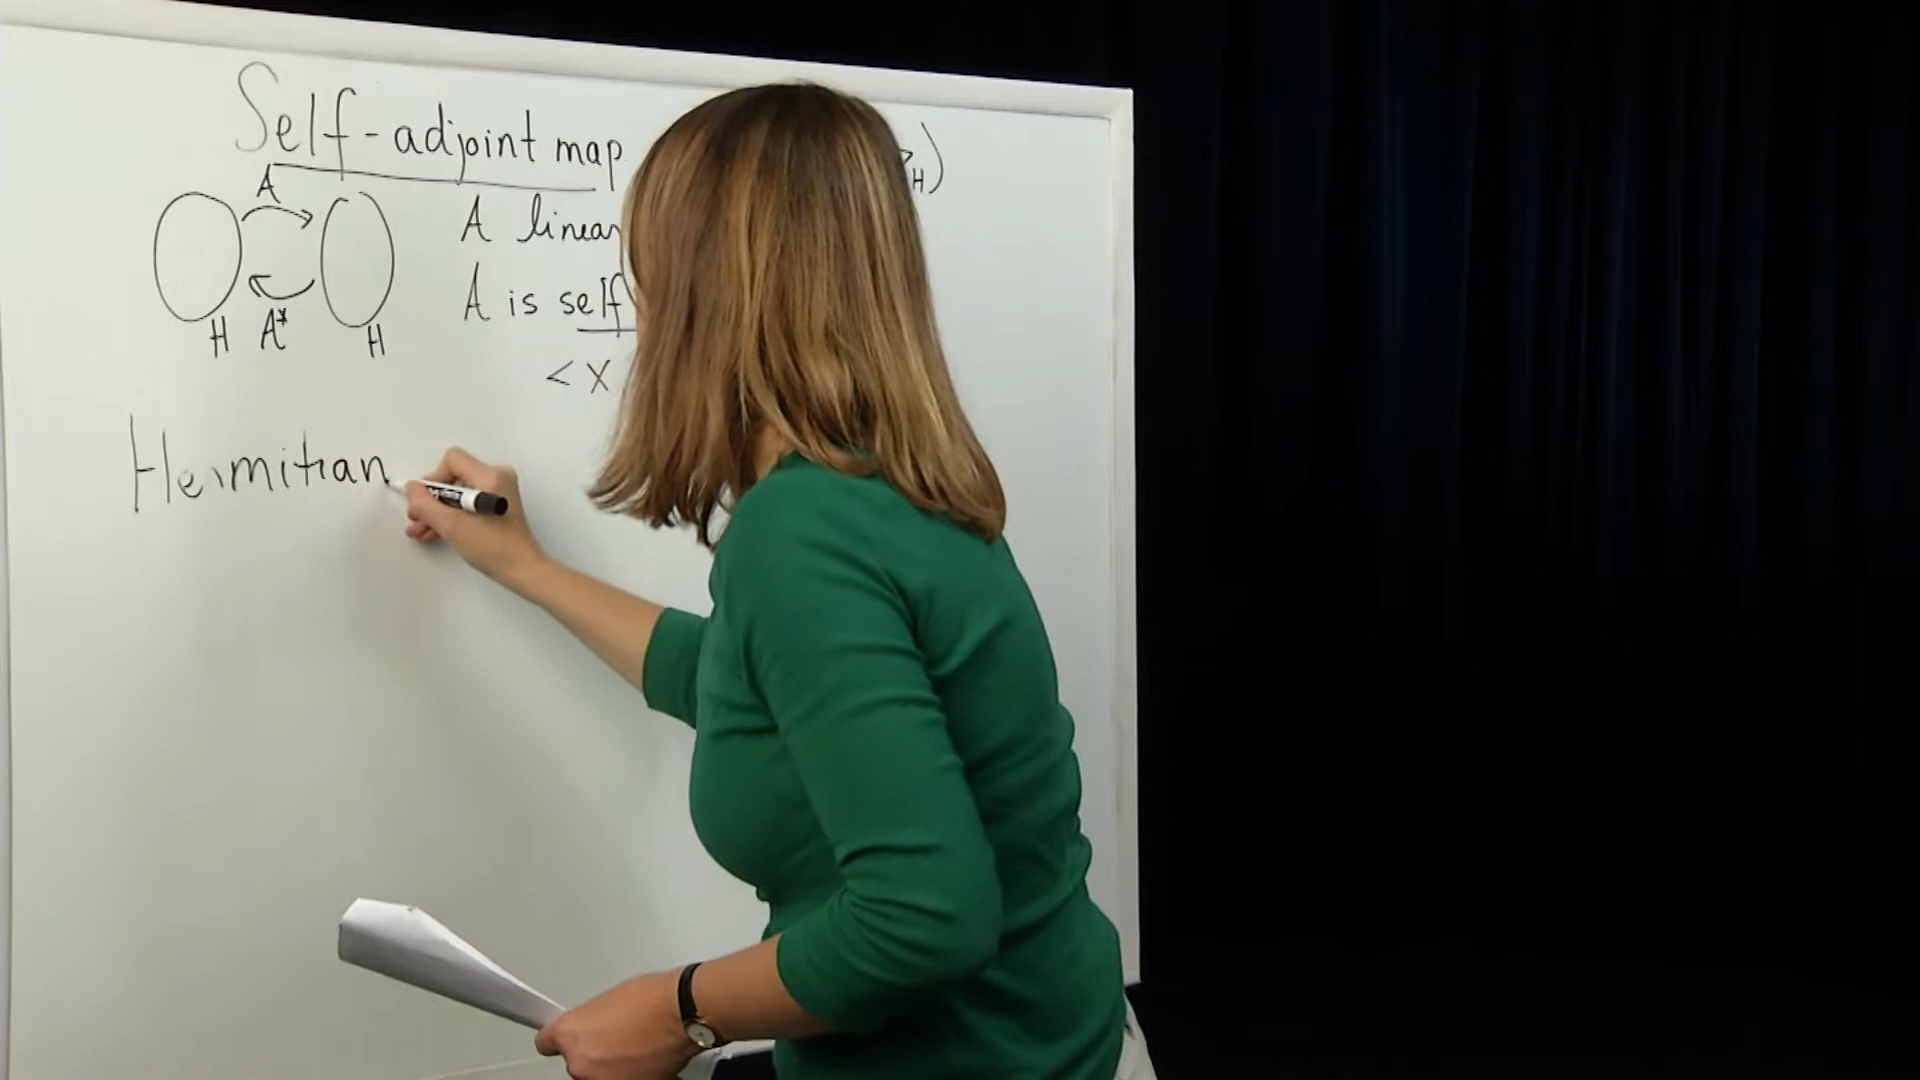 Self-adjoint map
H)
A
A linear
A is self
H A* H
< x
Hermitian